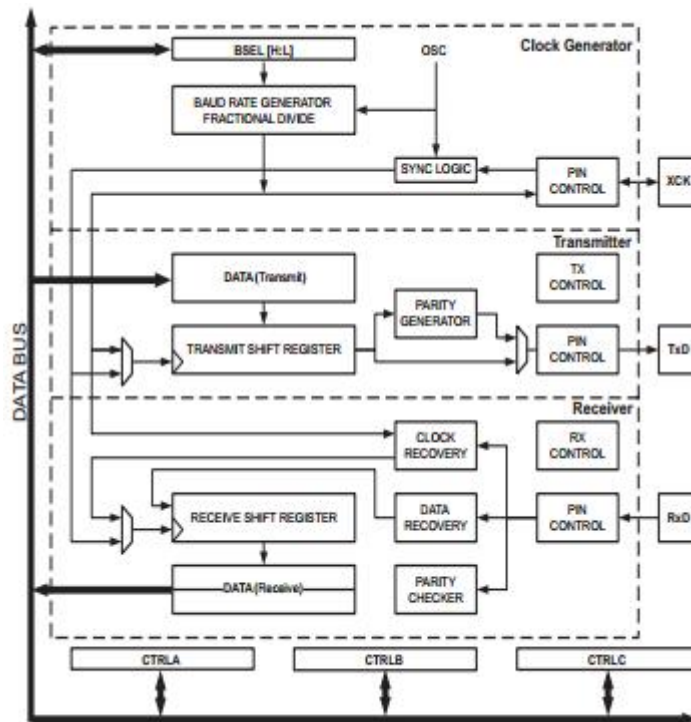 BSEL [H:L]
OSC
Clock Generator
BAUD RATE GENERATOR
FRACTIONAL DIVIDE
SYNC LOGIC
PIN
CONTROL
XCK
Transmitter
DATA (Transmit)
TX
CONTROL
PARITY
GENERATOR
TRANSMIT SHIFT REGISTER
PIN
CONTROL
TxD
DATA BUS
Receiver
CLOCK
RECOVERY
RX
CONTROL
RECEIVE SHIFT REGISTER
DATA
RECOVERY
PIN
CONTROL
RxD
DATA (Receive)
PARITY
CHECKER
CTRLA
CTRLB
CTRLC